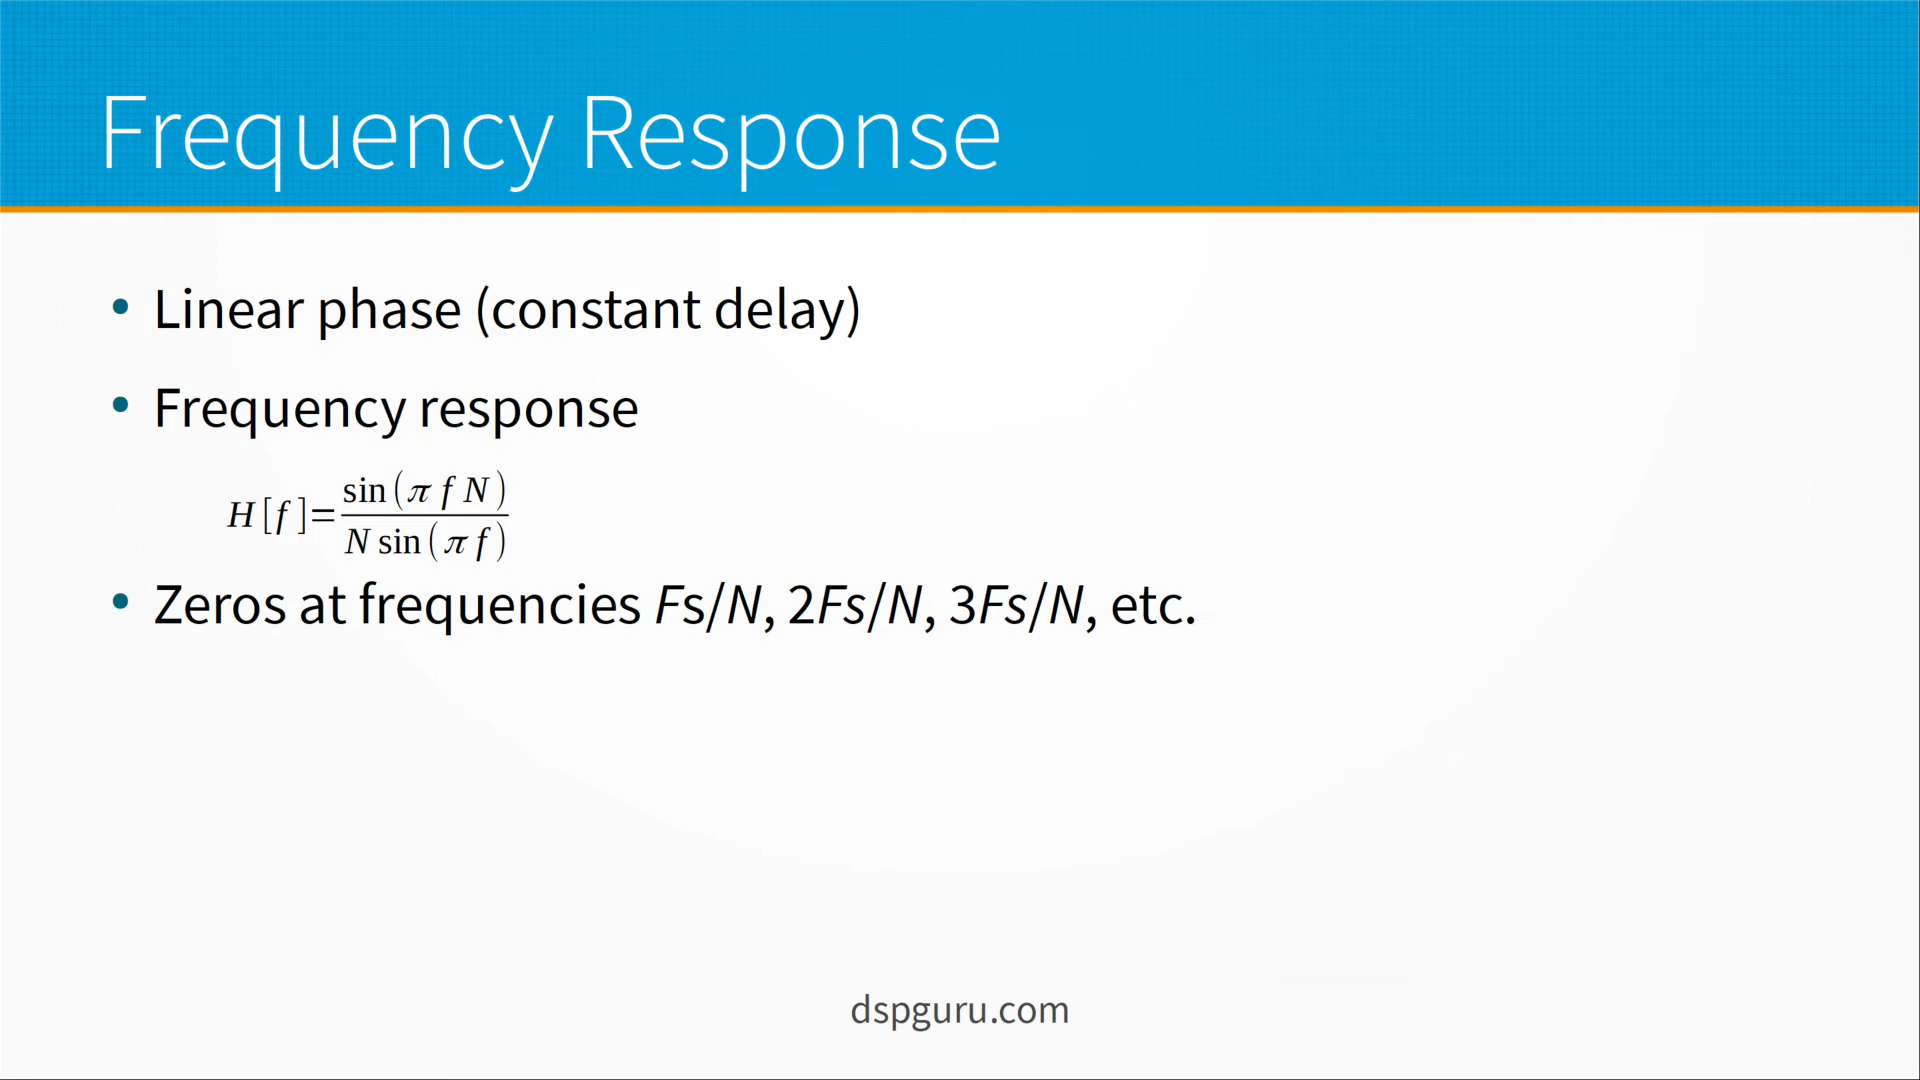 Frequency Response
• Linear phase (constant delay)
• Frequency response
H[f]=sin(π f N)/N sin(π f)
• Zeros at frequencies Fs/N, 2Fs/N, 3Fs/N, etc.
dspguru.com